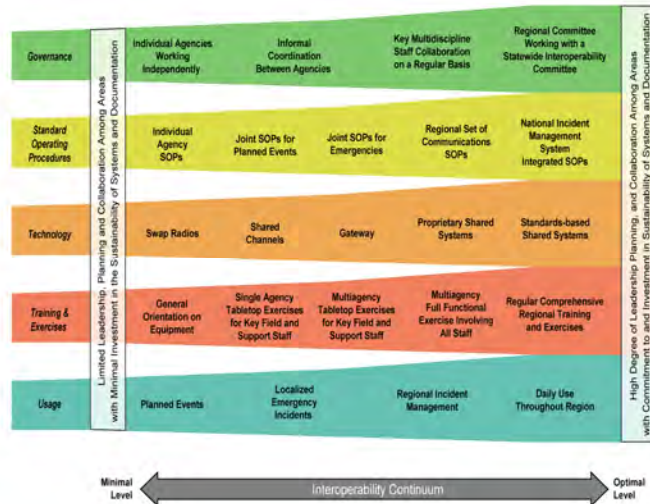 Governance
Individual Agencies
Working
Independently
Informal
Coordination
Between Agencies
Key Multidiscipline
Staff Collaboration
on a Regular Basis
Regional Committee
Working with a
Statewide Interoperability
Committee
Standard
Operating
Procedures
Individual
Agency
SOPs
Joint SOPs for
Planned Events
Joint SOPs for
Emergencies
Regional Set of
Communications
SOPs
National Incident
Management
System
Integrated SOPs
Technology
Swap Radios
Shared
Channels
Gateway
Proprietary Shared
Systems
Standards-based
Shared Systems
Training &
Exercises
General
Orientation on
Equipment
Single Agency
Tabletop Exercises
for Key Field and
Support Staff
Multiagency
Tabletop Exercises
for Key Field and
Support Staff
Multiagency
Full Functional
Exercise Involving
All Staff
Regular Comprehensive
Regional Training
and Exercises
Usage
Planned Events
Localized
Emergency
Incidents
Regional Incident
Management
Daily Use
Throughout Region
Limited Leadership, Planning and Collaboration Among Areas
with Minimal Investment in the Sustainability of Systems and Documentation
High Degree of Leadership Planning, and Collaboration Among Areas
with Commitment to and Investment in Sustainability of Systems and Documentation
Minimal
Level
Interoperability Continuum
Optimal
Level